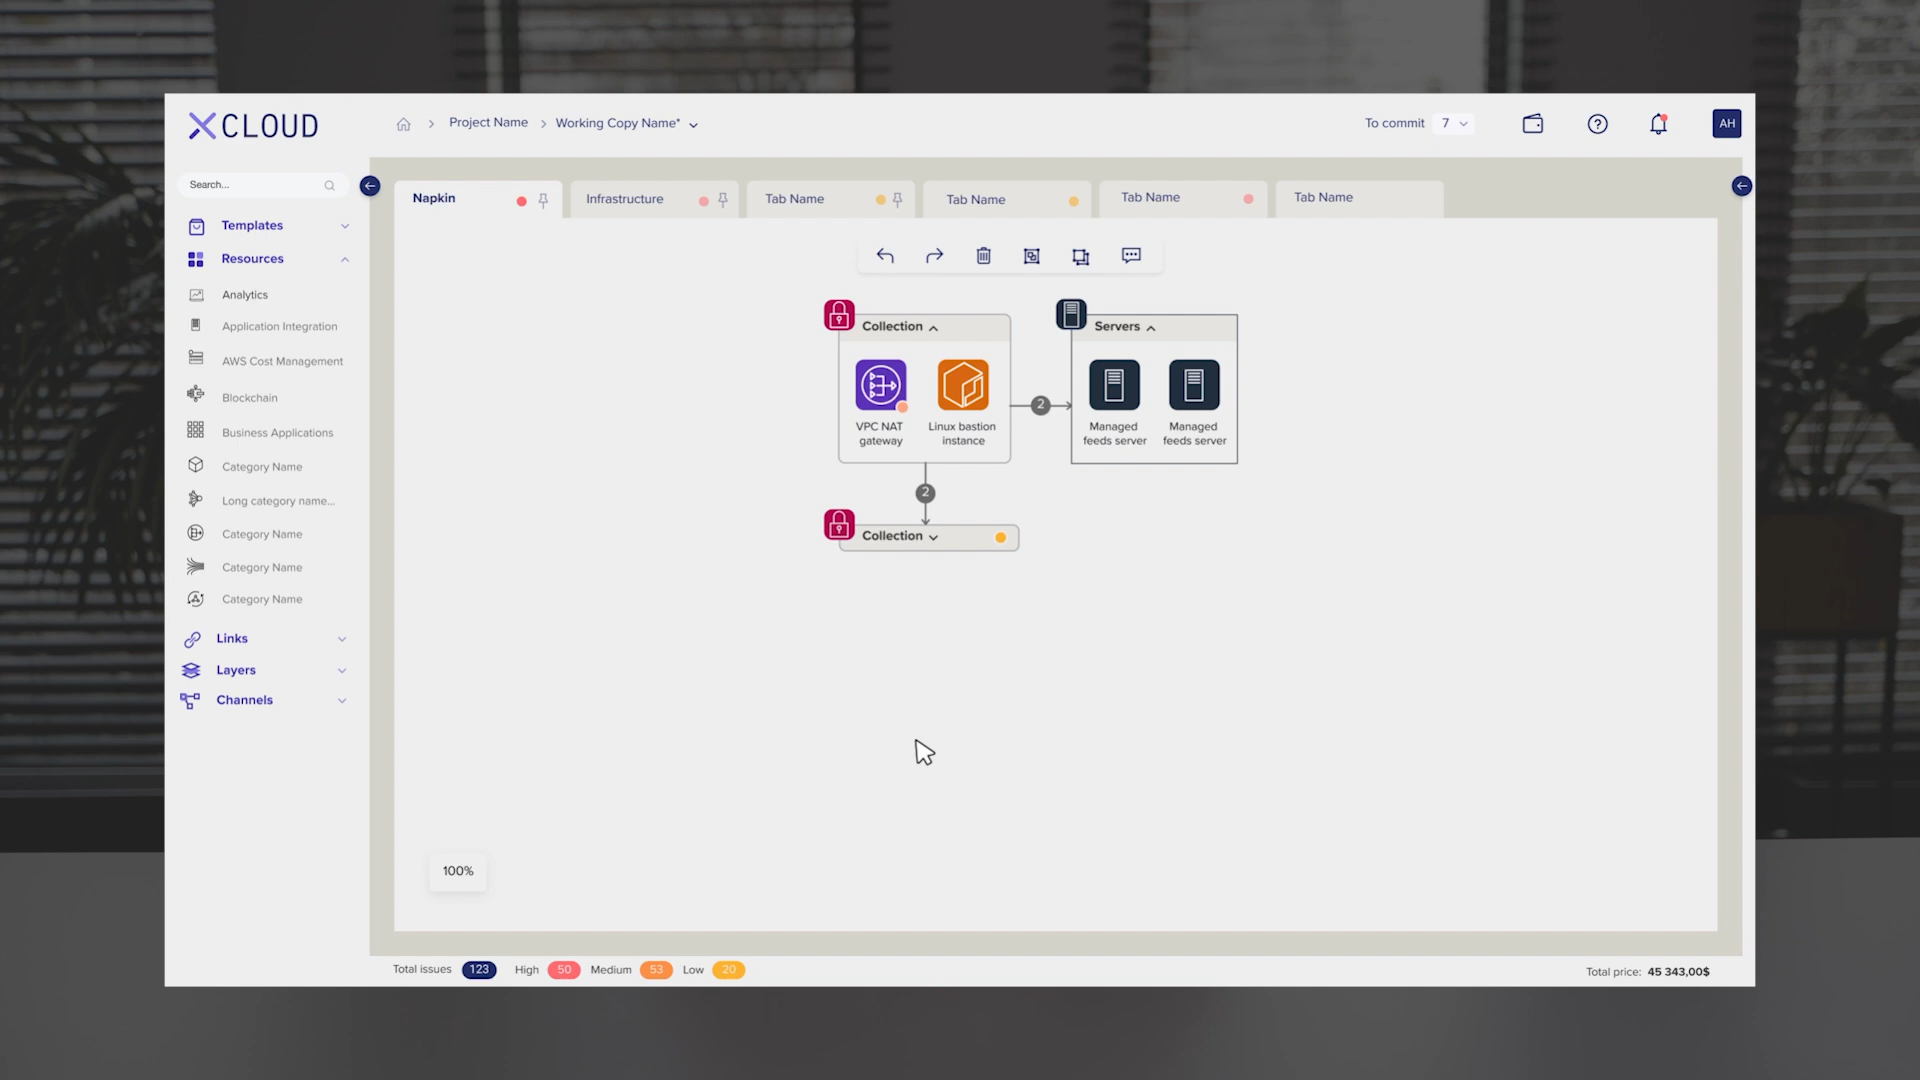 XCLOUD
Project Name
Working Copy Name*
To commit 7
AH
Search...
Templates
Resources
Analytics
Application Integration
AWS Cost Management
Blockchain
Business Applications
Category Name
Long category name...
Category Name
Category Name
Category Name
Links
Layers
Channels
Napkin
Infrastructure
Tab Name
Tab Name
Tab Name
Tab Name
Collection
Servers
VPC NAT
gateway
Linux bastion
instance
2
Managed
feeds server
Managed
feeds server
2
Collection
100%
Total issues 123 High 50 Medium 53 Low 20
Total price: 45 343,00$